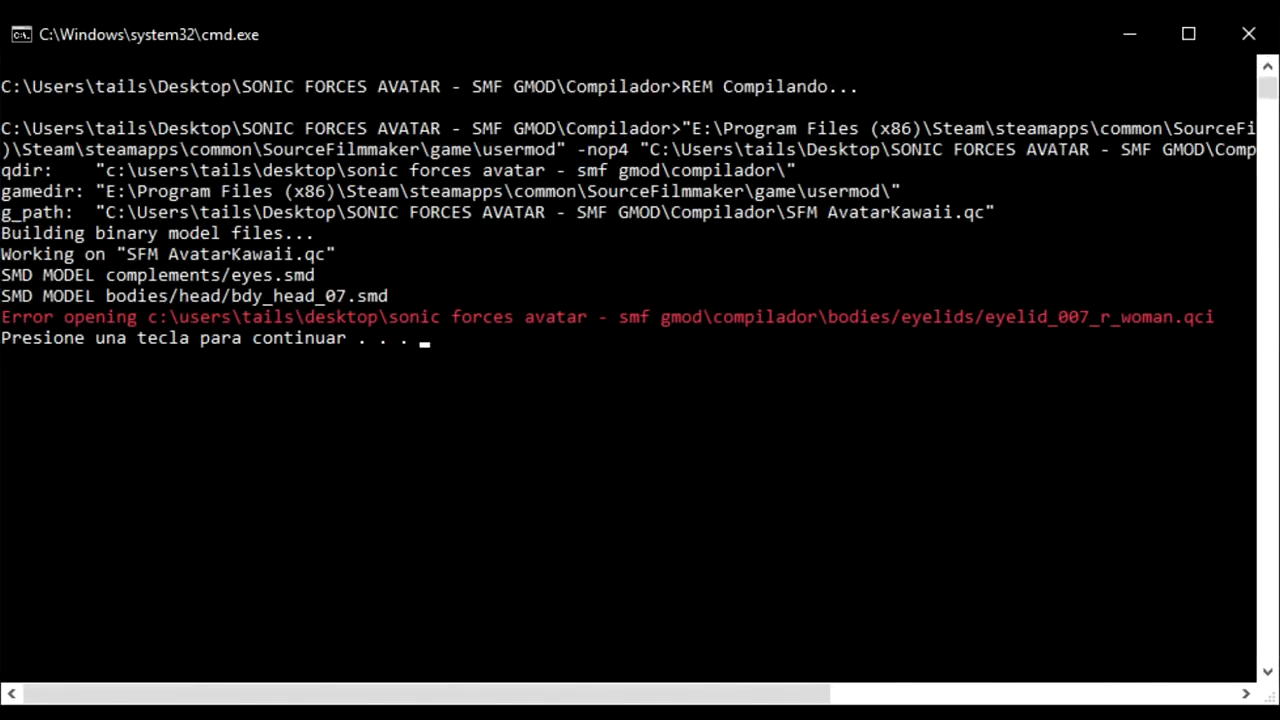 C:\Windows\system32\cmd.exe
C:\Users\tails\Desktop\SONIC FORCES AVATAR - SMF GMOD\Compilador>REM Compilando...
C:\Users\tails\Desktop\SONIC FORCES AVATAR - SMF GMOD\Compilador>"E:\Program Files (x86)\Steam\steamapps\common\SourceFi
)\Steam\steamapps\common\SourceFilmmaker\game\usermod" -nop4 "C:\Users\tails\Desktop\SONIC FORCES AVATAR - SMF GMOD\Comp
qdir:    "c:\users\tails\desktop\sonic forces avatar - smf gmod\compilador\"
gamedir: "E:\Program Files (x86)\Steam\steamapps\common\SourceFilmmaker\game\usermod\"
g_path:  "C:\Users\tails\Desktop\SONIC FORCES AVATAR - SMF GMOD\Compilador\SFM AvatarKawaii.qc"
Building binary model files...
Working on "SFM AvatarKawaii.qc"
SMD MODEL complements/eyes.smd
SMD MODEL bodies/head/bdy_head_07.smd
Error opening c:\users\tails\desktop\sonic forces avatar - smf gmod\compilador\bodies/eyelids/eyelid_007_r_woman.qci
Presione una tecla para continuar . . .